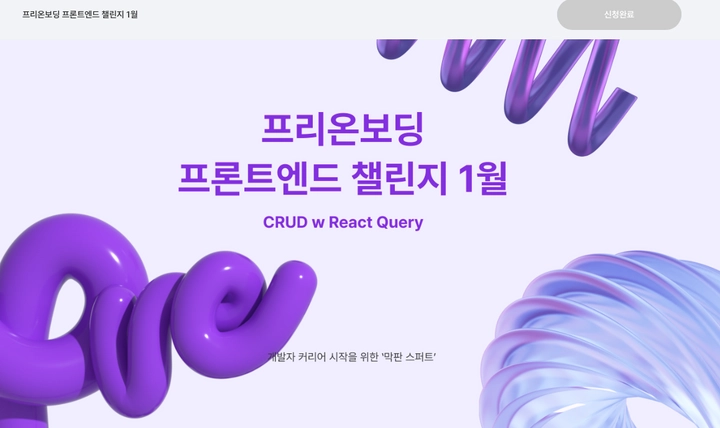 프리온보딩 프론트엔드 챌린지 1월
신청완료
프리온보딩
프론트엔드 챌린지 1월
CRUD w React Query
개발자 커리어 시작을 위한 '막판 스퍼트'